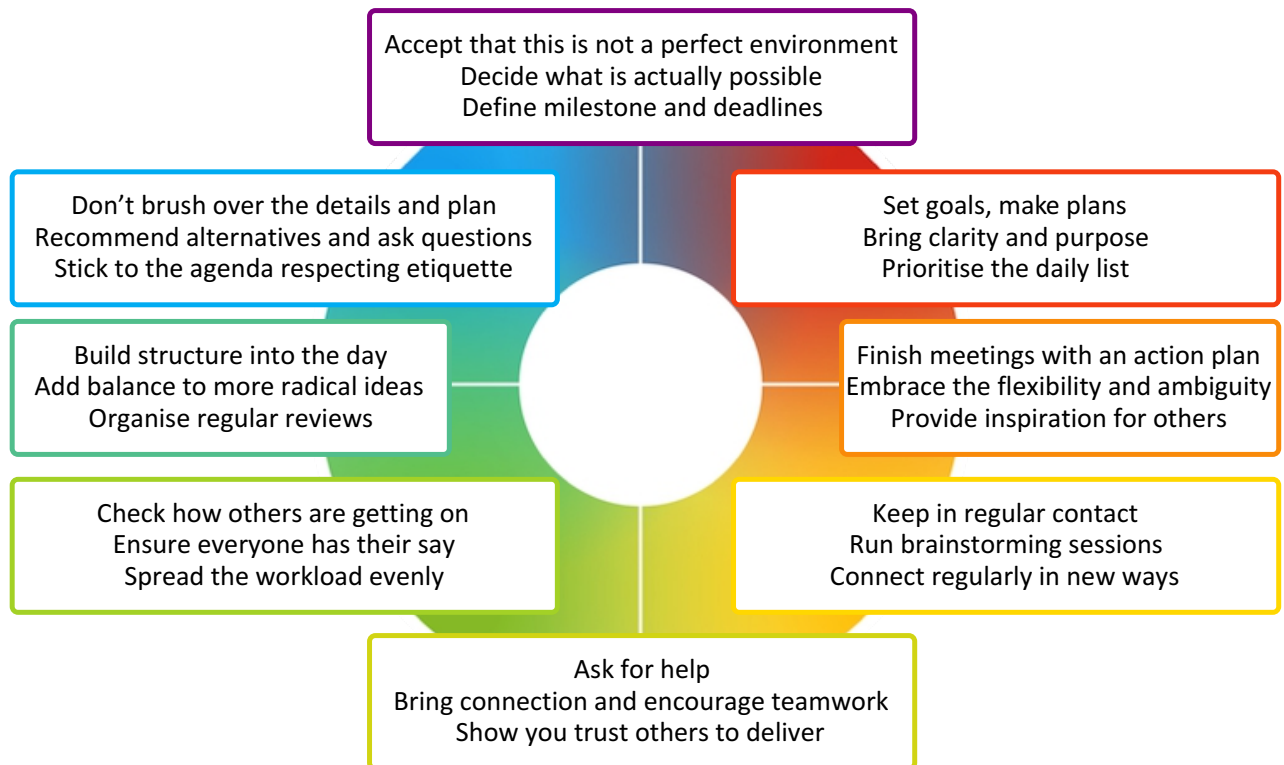 Accept that this is not a perfect environment
Decide what is actually possible
Define milestone and deadlines
Don’t brush over the details and plan
Recommend alternatives and ask questions
Stick to the agenda respecting etiquette
Set goals, make plans
Bring clarity and purpose
Prioritise the daily list
Build structure into the day
Add balance to more radical ideas
Organise regular reviews
Finish meetings with an action plan
Embrace the flexibility and ambiguity
Provide inspiration for others
Check how others are getting on
Ensure everyone has their say
Spread the workload evenly
Keep in regular contact
Run brainstorming sessions
Connect regularly in new ways
Ask for help
Bring connection and encourage teamwork
Show you trust others to deliver